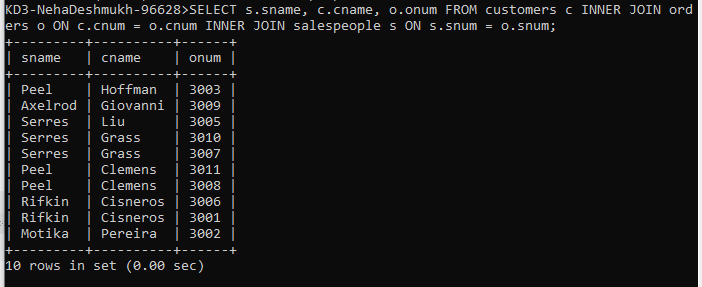 KD3-NehaDeshmukh-96628>SELECT s.sname, c.cname, o.onum FROM customers c INNER JOIN ord
ers o ON c.cnum = o.cnum INNER JOIN salespeople s ON s.snum = o.snum;
+---------+----------+------+
| sname   | cname    | onum |
+---------+----------+------+
| Peel    | Hoffman  | 3003 |
| Axelrod | Giovanni | 3009 |
| Serres  | Liu      | 3005 |
| Serres  | Grass    | 3010 |
| Serres  | Grass    | 3007 |
| Peel    | Clemens  | 3011 |
| Peel    | Clemens  | 3008 |
| Rifkin  | Cisneros | 3006 |
| Rifkin  | Cisneros | 3001 |
| Motika  | Pereira  | 3002 |
+---------+----------+------+
10 rows in set (0.00 sec)